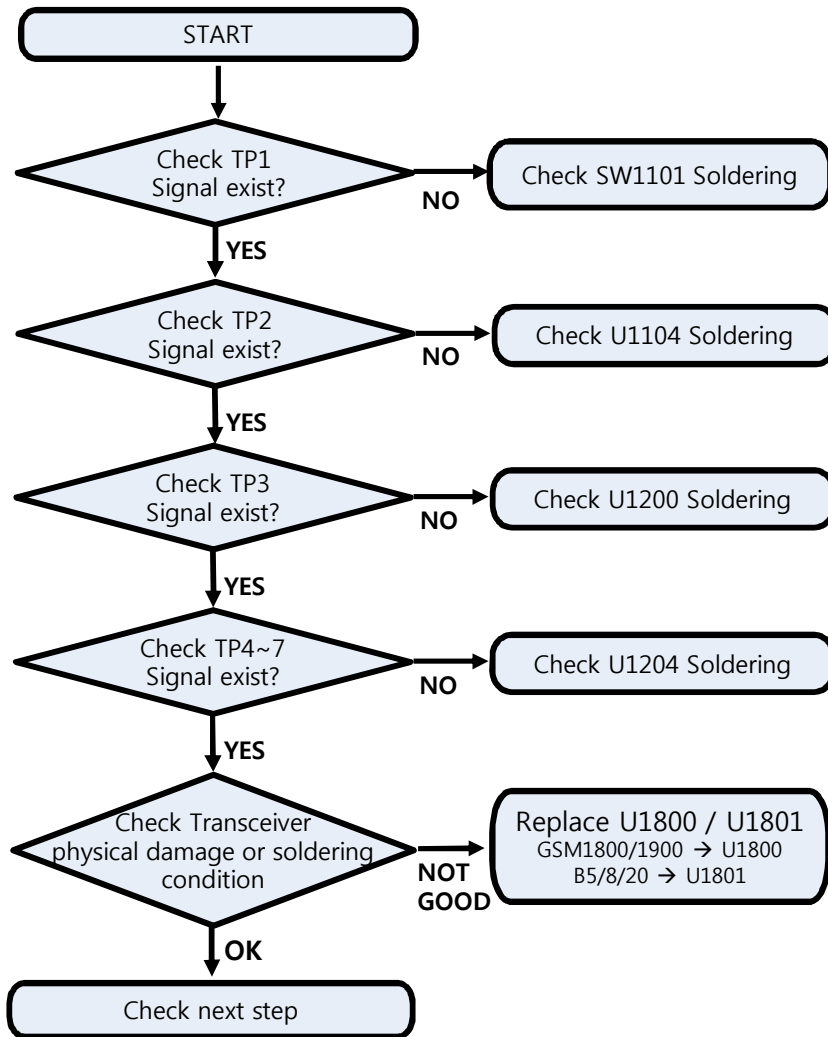 START
Check TP1
Signal exist?
NO
Check SW1101 Soldering
YES
Check TP2
Signal exist?
NO
Check U1104 Soldering
YES
Check TP3
Signal exist?
NO
Check U1200 Soldering
YES
Check TP4~7
Signal exist?
NO
Check U1204 Soldering
YES
Check Transceiver
physical damage or soldering
condition
NOT
GOOD
Replace U1800 / U1801
GSM1800/1900 → U1800
B5/8/20 → U1801
OK
Check next step